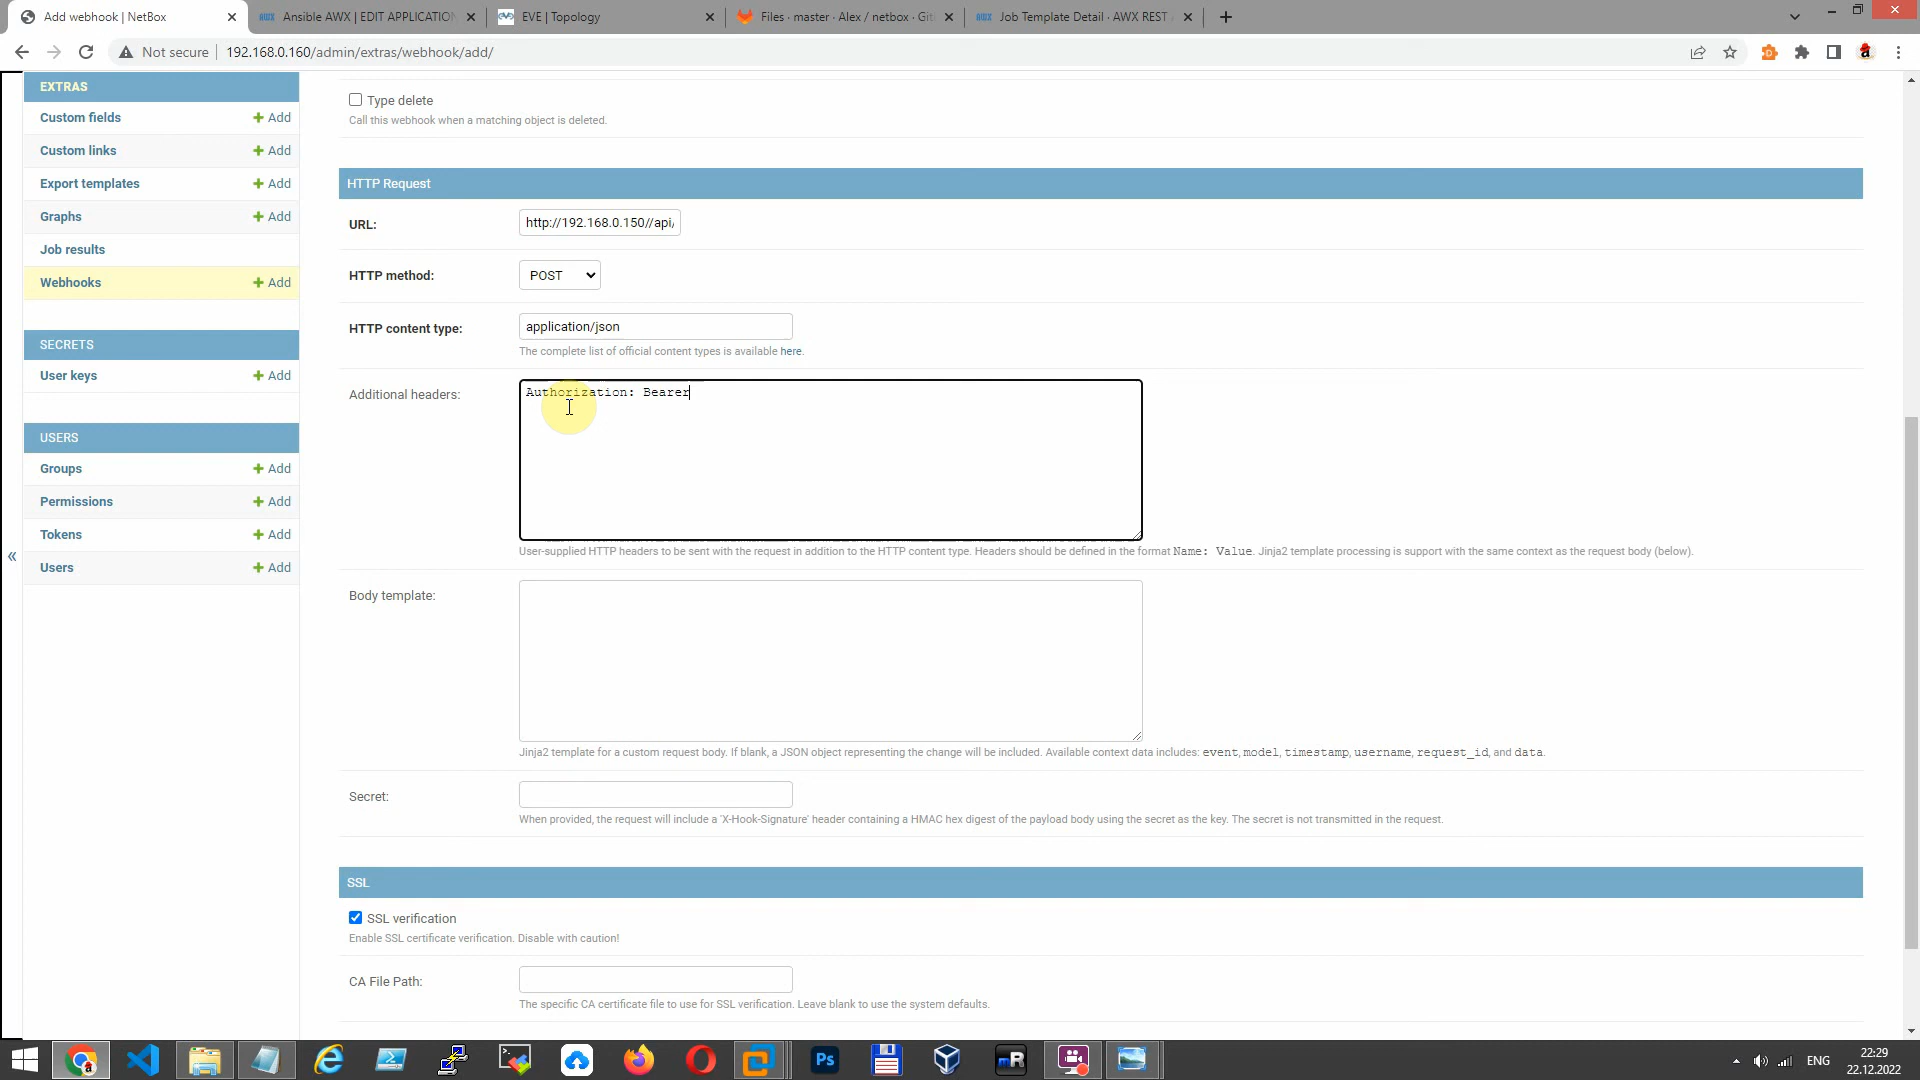 Add webhook | NetBox
Ansible AWX | EDIT APPLICATION
EVE | Topology
Files · master · Alex / netbox · Git
Job Template Detail · AWX REST
Not secure
192.168.0.160/admin/extras/webhook/add/
EXTRAS
Custom fields
Add
Custom links
Add
Export templates
Add
Graphs
Add
Job results
Webhooks
Add
SECRETS
User keys
Add
USERS
Groups
Add
Permissions
Add
Tokens
Add
Users
Add
«
Type delete
Call this webhook when a matching object is deleted.
HTTP Request
URL:
http://192.168.0.150//api/
HTTP method:
POST
HTTP content type:
application/json
The complete list of official content types is available here.
Additional headers:
Authorization: Bearer
User-supplied HTTP headers to be sent with the request in addition to the HTTP content type. Headers should be defined in the format Name: Value. Jinja2 template processing is support with the same context as the request body (below).
Body template:
Jinja2 template for a custom request body. If blank, a JSON object representing the change will be included. Available context data includes: event, model, timestamp, username, request_id, and data.
Secret:
When provided, the request will include a 'X-Hook-Signature' header containing a HMAC hex digest of the payload body using the secret as the key. The secret is not transmitted in the request.
SSL
SSL verification
Enable SSL certificate verification. Disable with caution!
CA File Path:
The specific CA certificate file to use for SSL verification. Leave blank to use the system defaults.
Ps
mR
ENG
22:29
22.12.2022